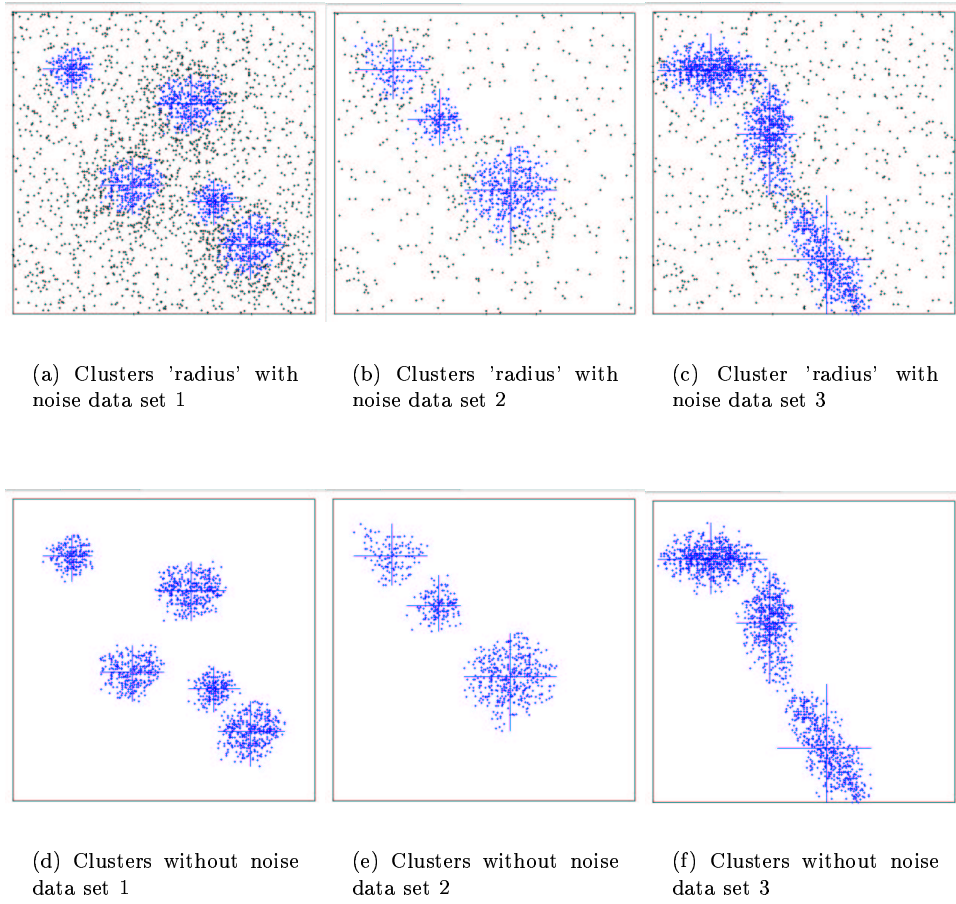 (a) Clusters 'radius' with
noise data set 1
(b) Clusters 'radius' with
noise data set 2
(c) Cluster 'radius' with
noise data set 3
(d) Clusters without noise
data set 1
(e) Clusters without noise
data set 2
(f) Clusters without noise
data set 3